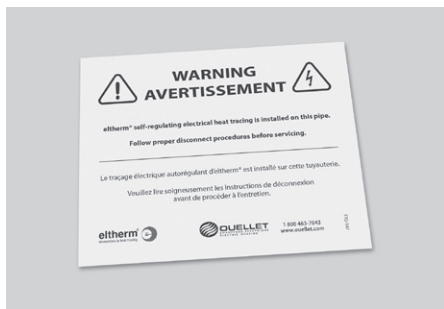 WARNING
AVERTISSEMENT
eltherm® self-regulating electrical heat tracing is installed on this pipe.
Follow proper disconnect procedures before servicing.
Le traçage électrique autorégulant d'eltherm® est installé sur cette tuyauterie.
Veuillez lire soigneusement les Instructions de déconnexion
avant de procéder à l'entretien.
eltherm
OUELLET
1 800 463-7043
www.ouellet.com